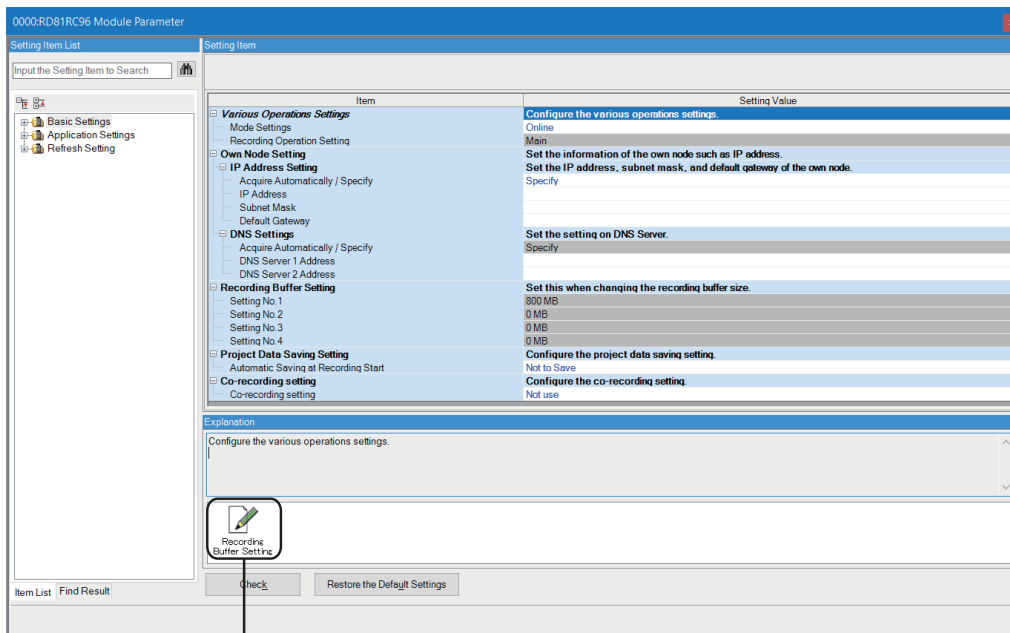 0000:RD81RC96 Module Parameter
Setting Item List
Input the Setting Item to Search
Basic Settings
Application Settings
Refresh Setting
Item List Find Result
Setting Item
Item Setting Value
Various Operations Settings Configure the various operations settings.
Mode Settings Online
Recording Operation Setting Main
Own Node Setting Set the information of the own node such as IP address.
IP Address Setting Set the IP address, subnet mask, and default gateway of the own node.
Acquire Automatically / Specify Specify
IP Address
Subnet Mask
Default Gateway
DNS Settings Set the setting on DNS Server.
Acquire Automatically / Specify Specify
DNS Server 1 Address
DNS Server 2 Address
Recording Buffer Setting Set this when changing the recording buffer size.
Setting No.1 800 MB
Setting No.2 0 MB
Setting No.3 0 MB
Setting No.4 0 MB
Project Data Saving Setting Configure the project data saving setting.
Automatic Saving at Recording Start Not to Save
Co-recording setting Configure the co-recording setting.
Co-recording setting Not use
Explanation
Configure the various operations settings.
Recording
Buffer Setting
Check Restore the Default Settings